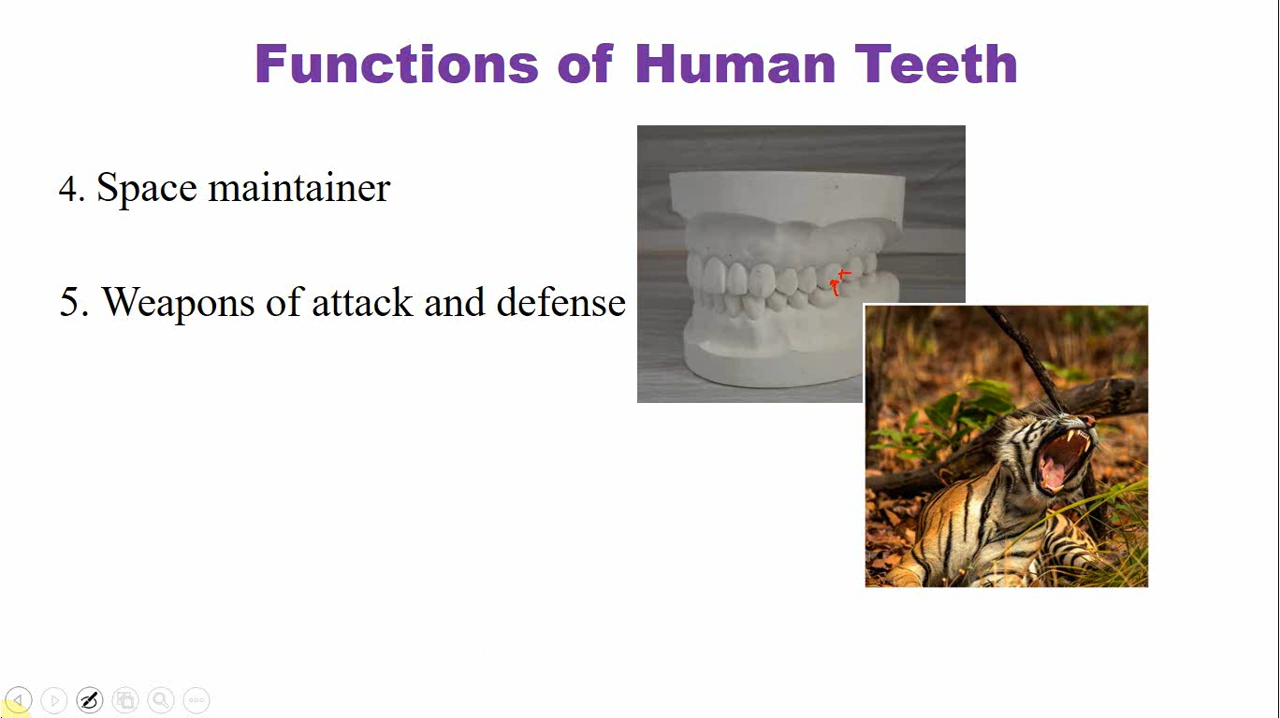 Functions of Human Teeth
4. Space maintainer
5. Weapons of attack and defense